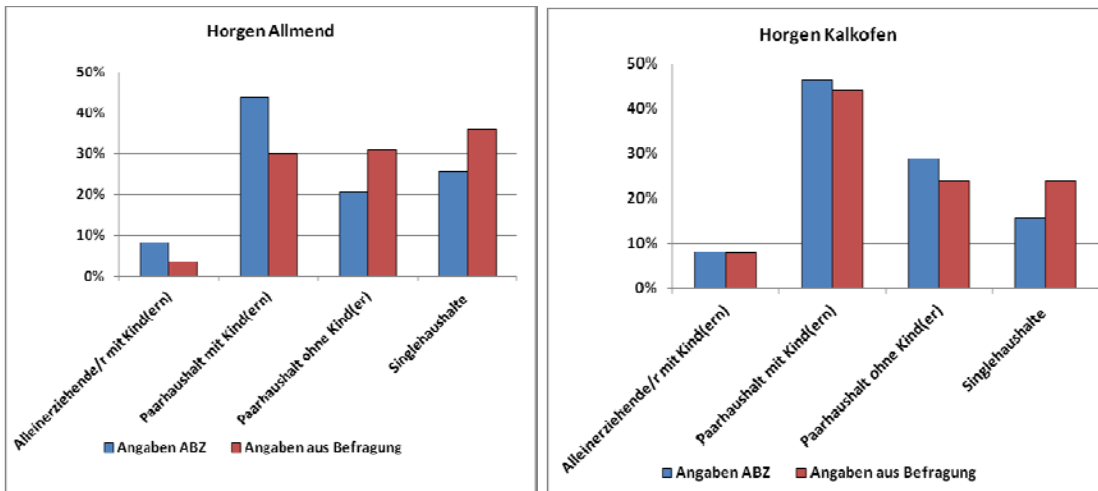 Horgen Allmend
50%
40%
30%
20%
10%
0%
Alleinerziehende/r mit Kind(ern)
Paarhaushalt mit Kind(ern)
Paarhaushalt ohne Kind(er)
Singlehaushalte
Angaben ABZ
Angaben aus Befragung
Horgen Kalkofen
50%
40%
30%
20%
10%
0%
Alleinerziehende/r mit Kind(ern)
Paarhaushalt mit Kind(ern)
Paarhaushalt ohne Kind(er)
Singlehaushalte
Angaben ABZ
Angaben aus Befragung